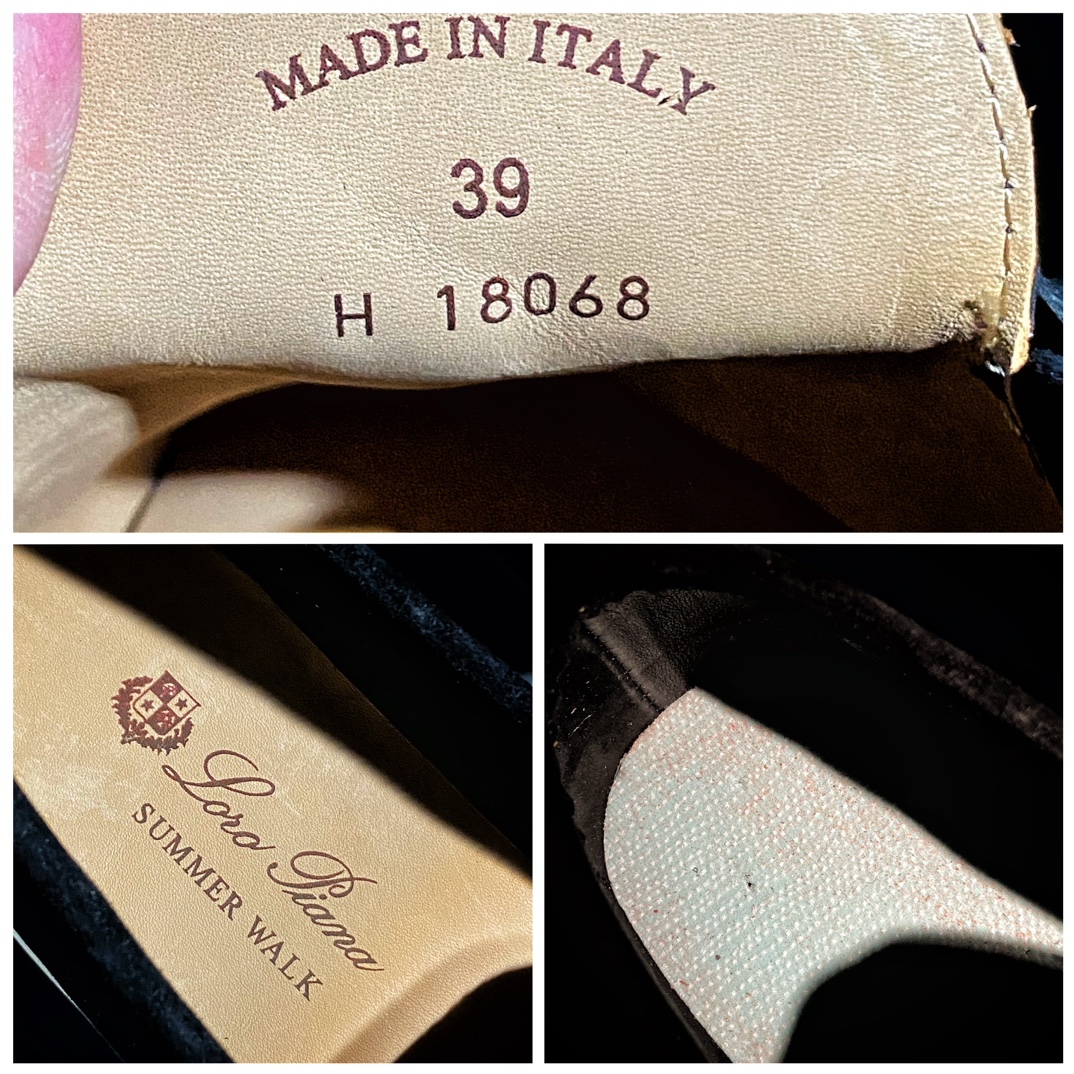 MADE IN ITALY
39
H 18068
Loro Piana
SUMMER WALK